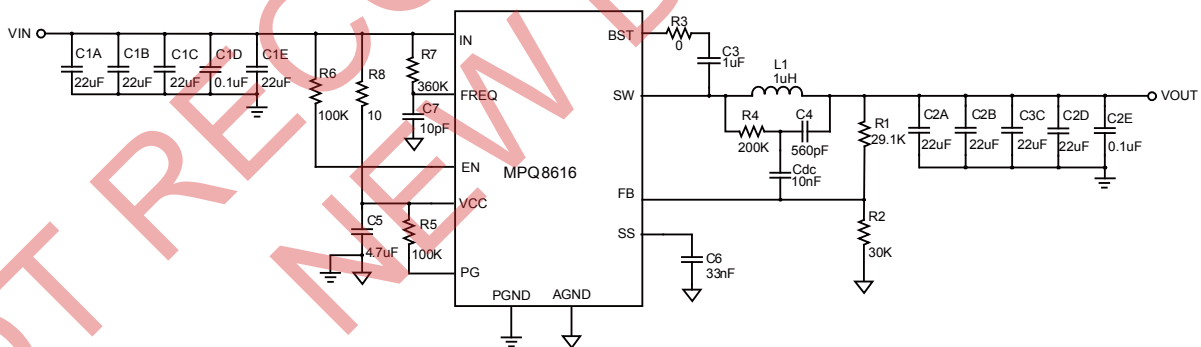 VIN
C1A
22uF
C1B
22uF
C1C
22uF
C1D
0.1uF
C1E
22uF
R6
100K
R8
10
R7
360K
C7
10pF
C5
4.7uF
R5
100K
IN
FREQ
EN
VCC
PG
MPQ8616
PGND
AGND
BST
SW
FB
SS
R3
0
C3
1uF
L1
1uH
R4
200K
C4
560pF
Cdc
10nF
R1
29.1K
R2
30K
C6
33nF
C2A
22uF
C2B
22uF
C3C
22uF
C2D
22uF
C2E
0.1uF
VOUT
OT REC
NEW